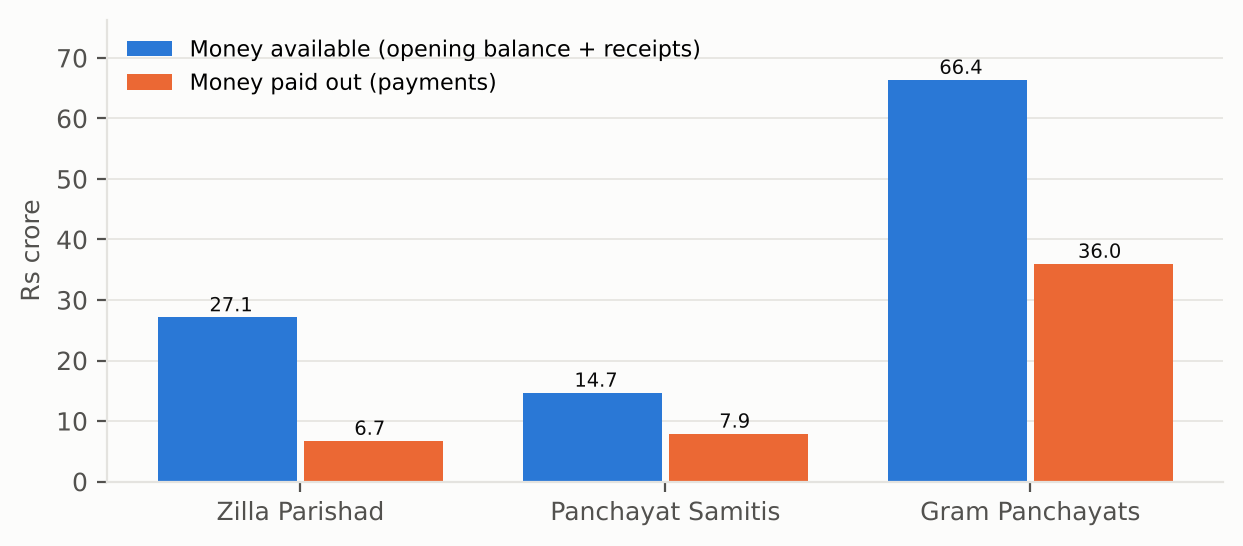 Money available (opening balance + receipts)
Money paid out (payments)
Rs crore
70
60
50
40
30
20
10
0
27.1
6.7
14.7
7.9
66.4
36.0
Zilla Parishad
Panchayat Samitis
Gram Panchayats